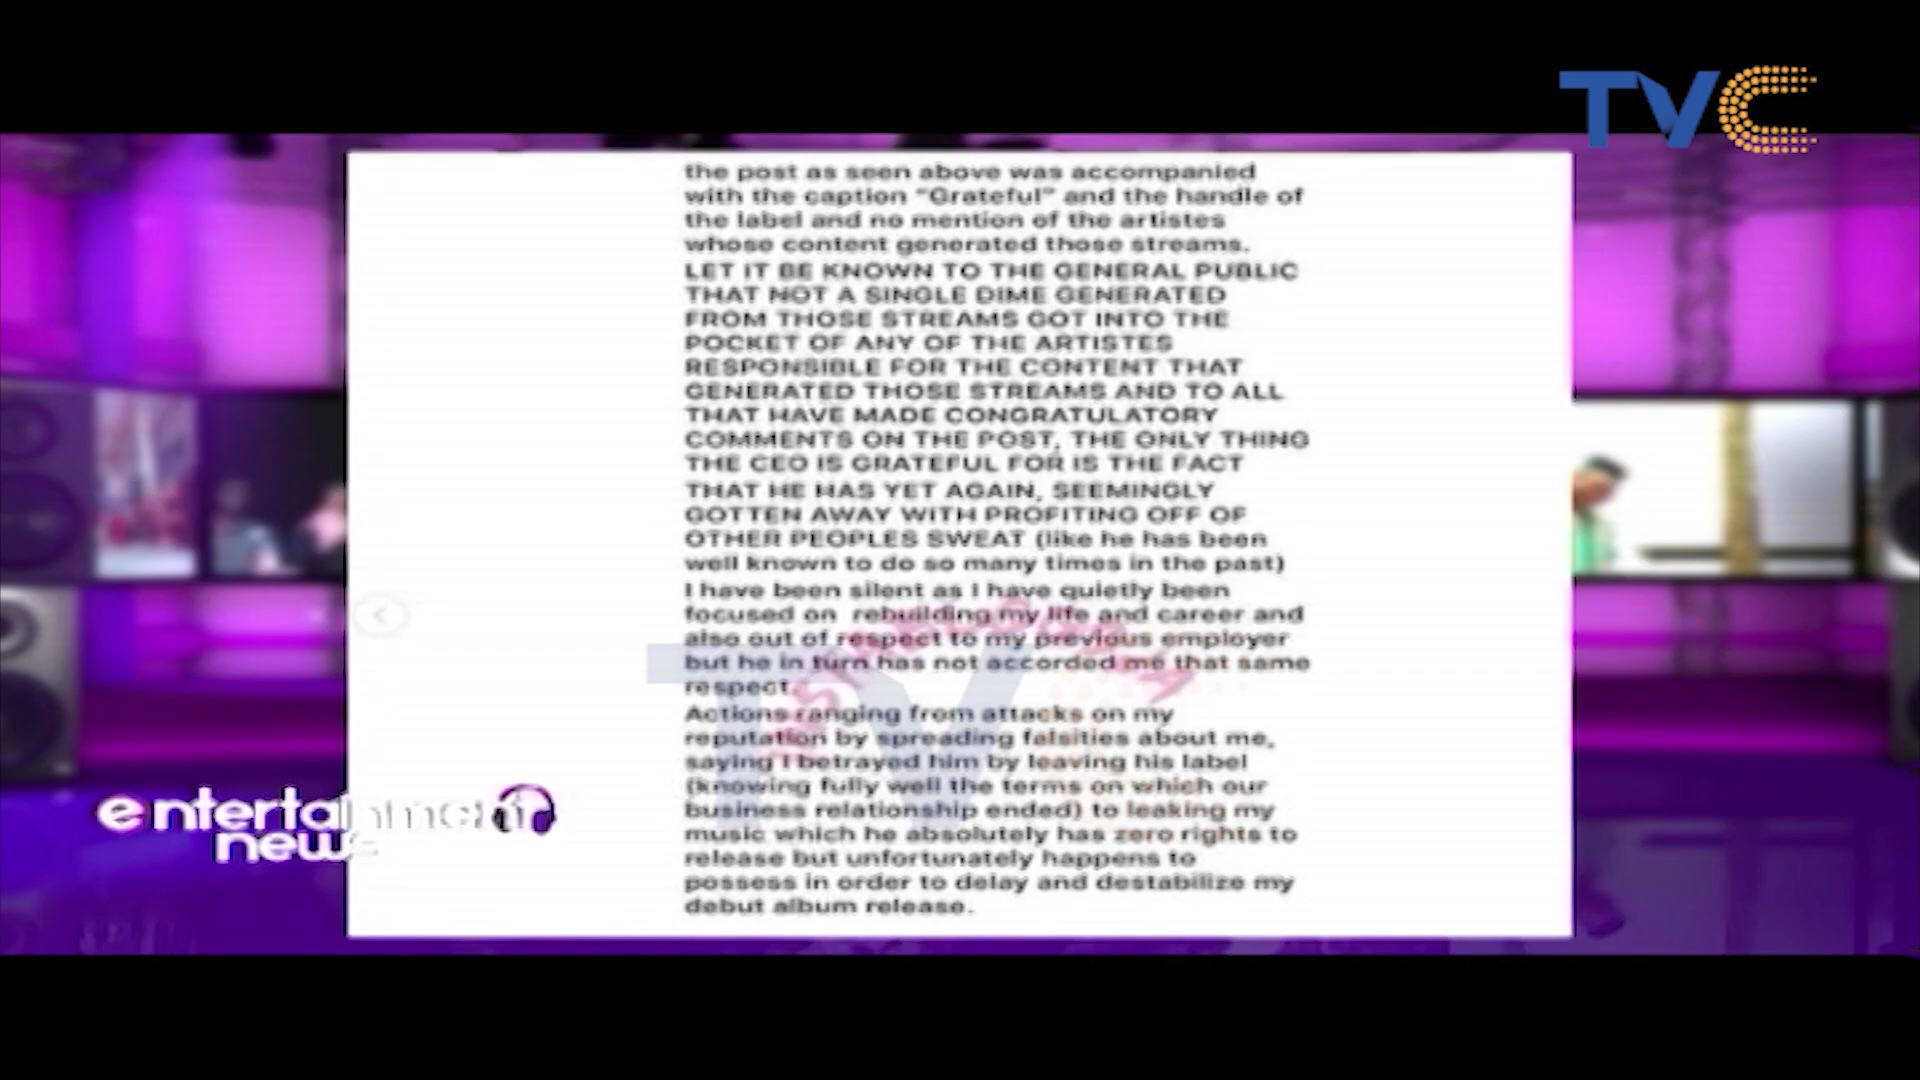 TVC
the post as seen above was accompanied
with the caption "Grateful" and the handle of
the label and no mention of the artistes
whose content generated those streams.
LET IT BE KNOWN TO THE GENERAL PUBLIC
THAT NOT A SINGLE DIME GENERATED
FROM THOSE STREAMS GOT INTO THE
POCKET OF ANY OF THE ARTISTES
RESPONSIBLE FOR THE CONTENT THAT
GENERATED THOSE STREAMS AND TO ALL
THAT HAVE MADE CONGRATULATORY
COMMENTS ON THE POST, THE ONLY THING
THE CEO IS GRATEFUL FOR IS THE FACT
THAT HE HAS YET AGAIN, SEEMINGLY
GOTTEN AWAY WITH PROFITING OFF OF
OTHER PEOPLES SWEAT (like he has been
well known to do so many times in the past)
I have been silent as I have quietly been
focused on rebuilding my life and career and
also out of respect to my previous employer
but he in turn has not accorded me that same
respect.
Actions ranging from attacks on my
reputation by spreading falsities about me,
saying I betrayed him by leaving his label
(knowing fully well the terms on which our
business relationship ended) to leaking my
music which he absolutely has zero rights to
release but unfortunately happens to
possess in order to delay and destabilize my
debut album release.
entertainment
news